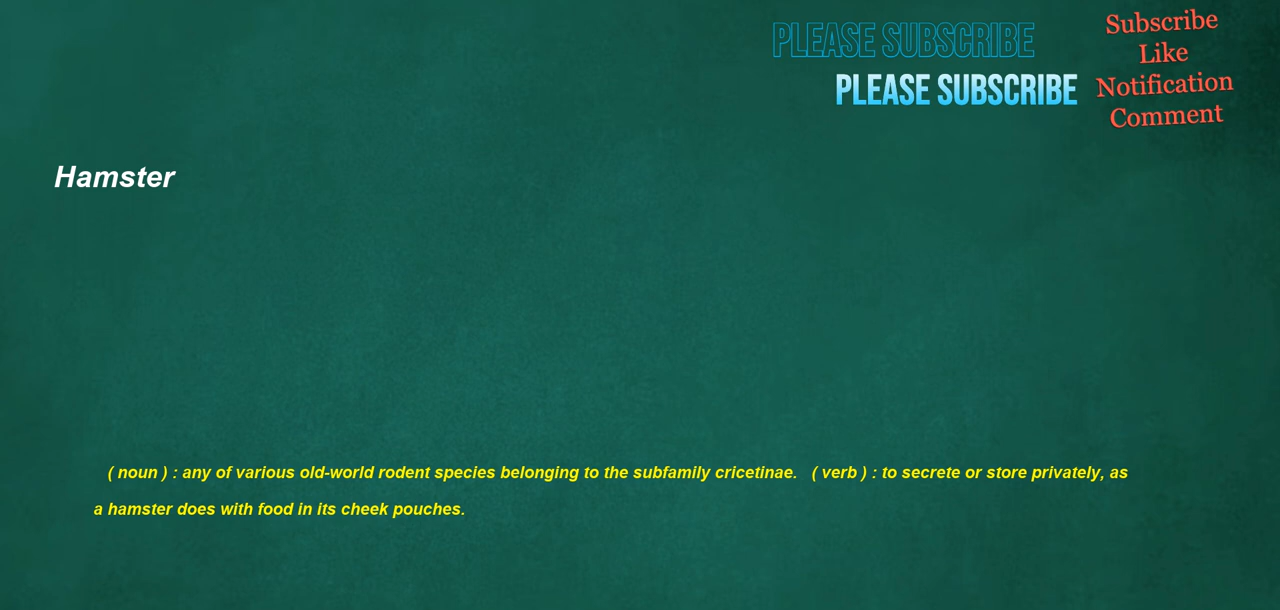 PLEASE SUBSCRIBE
PLEASE SUBSCRIBE
Subscribe
Like
Notification
Comment
Hamster
( noun ) : any of various old-world rodent species belonging to the subfamily cricetinae. ( verb ) : to secrete or store privately, as
a hamster does with food in its cheek pouches.